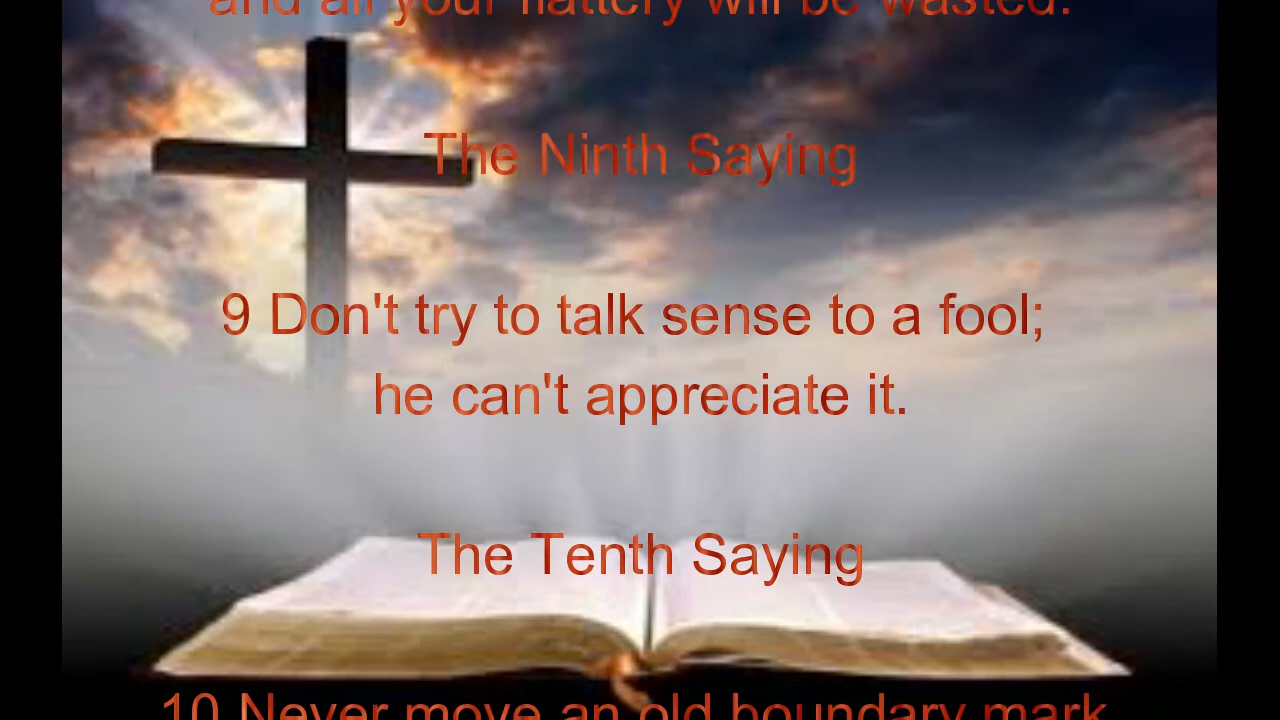 and all your flattery will be wasted.
The Ninth Saying
9 Don't try to talk sense to a fool;
he can't appreciate it.
The Tenth Saying
10 Never move an old boundary mark